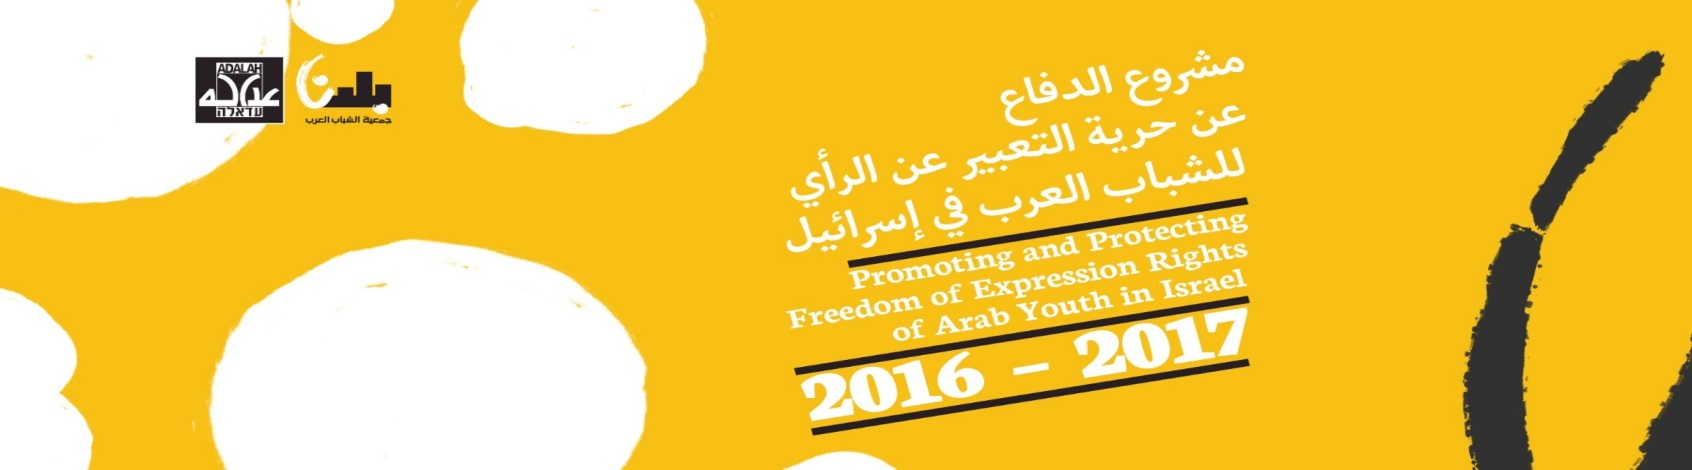 ADALAH
عدالة
עדאלה
بلدنا
جمعية الشباب العرب
مشروع الدفاع
عن حرية التعبير عن الرأي
للشباب العرب في إسرائيل
Promoting and Protecting
Freedom of Expression Rights
of Arab Youth in Israel
2016 – 2017